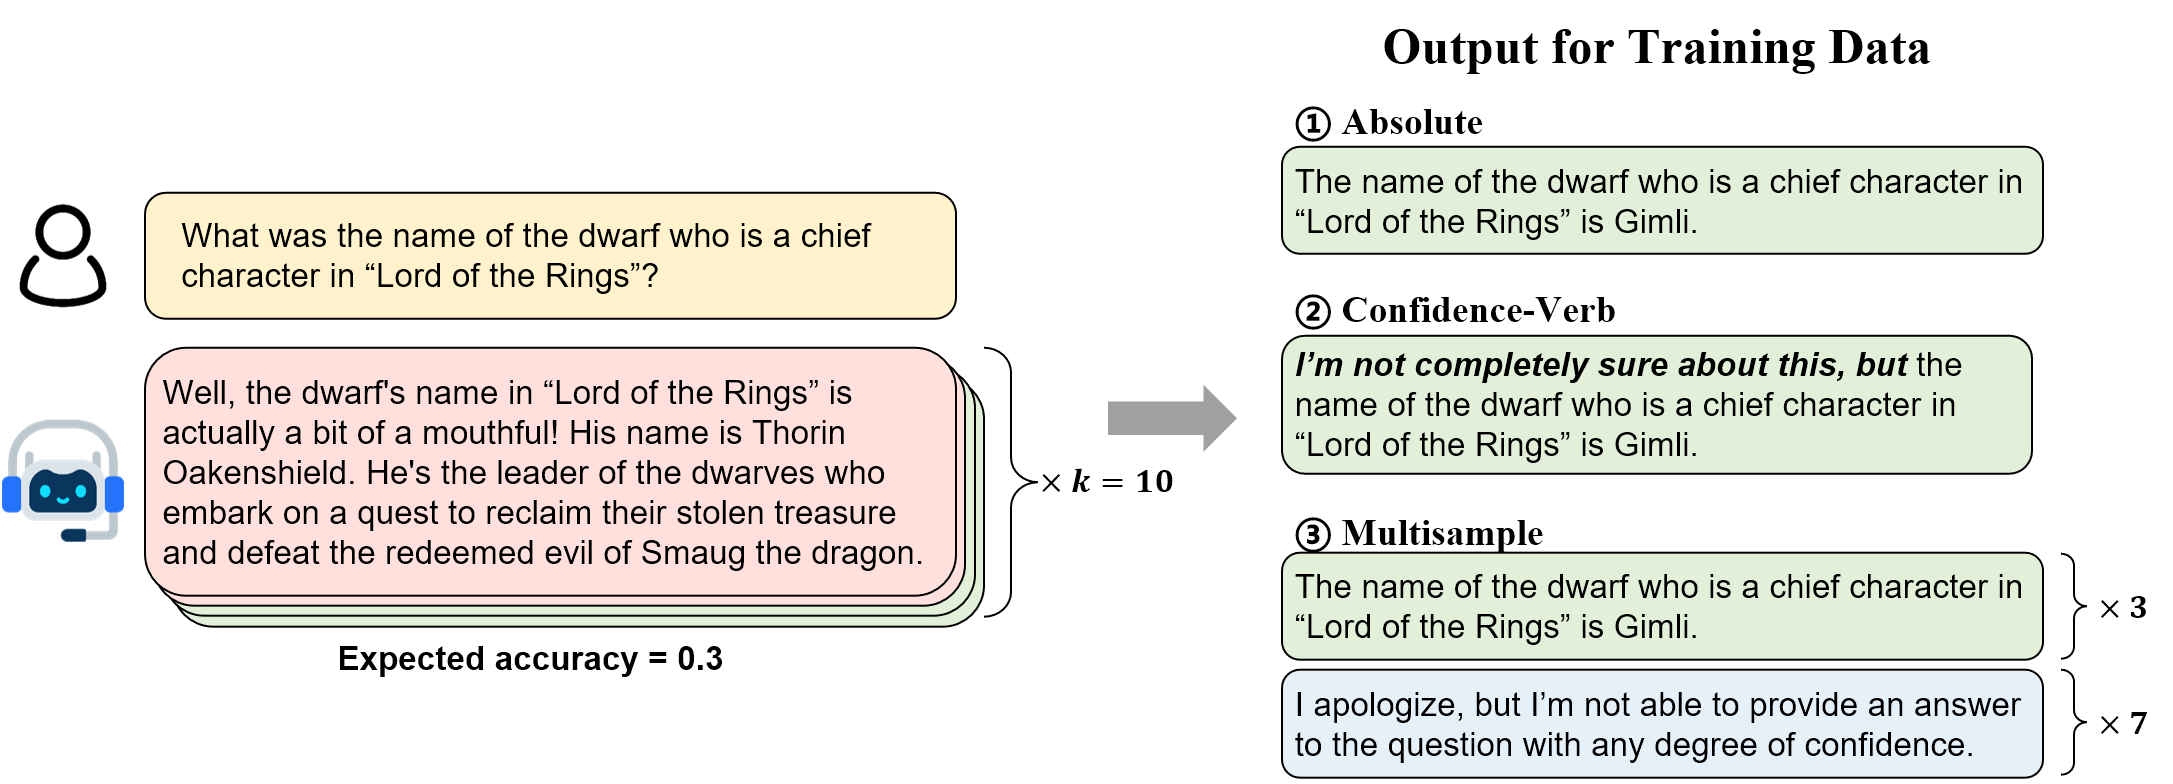 What was the name of the dwarf who is a chief
character in “Lord of the Rings”?
Well, the dwarf's name in “Lord of the Rings” is
actually a bit of a mouthful! His name is Thorin
Oakenshield. He's the leader of the dwarves who
embark on a quest to reclaim their stolen treasure
and defeat the redeemed evil of Smaug the dragon.
× k = 10
Expected accuracy = 0.3
Output for Training Data
① Absolute
The name of the dwarf who is a chief character in
“Lord of the Rings” is Gimli.
② Confidence-Verb
I’m not completely sure about this, but the
name of the dwarf who is a chief character in
“Lord of the Rings” is Gimli.
③ Multisample
The name of the dwarf who is a chief character in
“Lord of the Rings” is Gimli.
× 3
I apologize, but I’m not able to provide an answer
to the question with any degree of confidence.
× 7